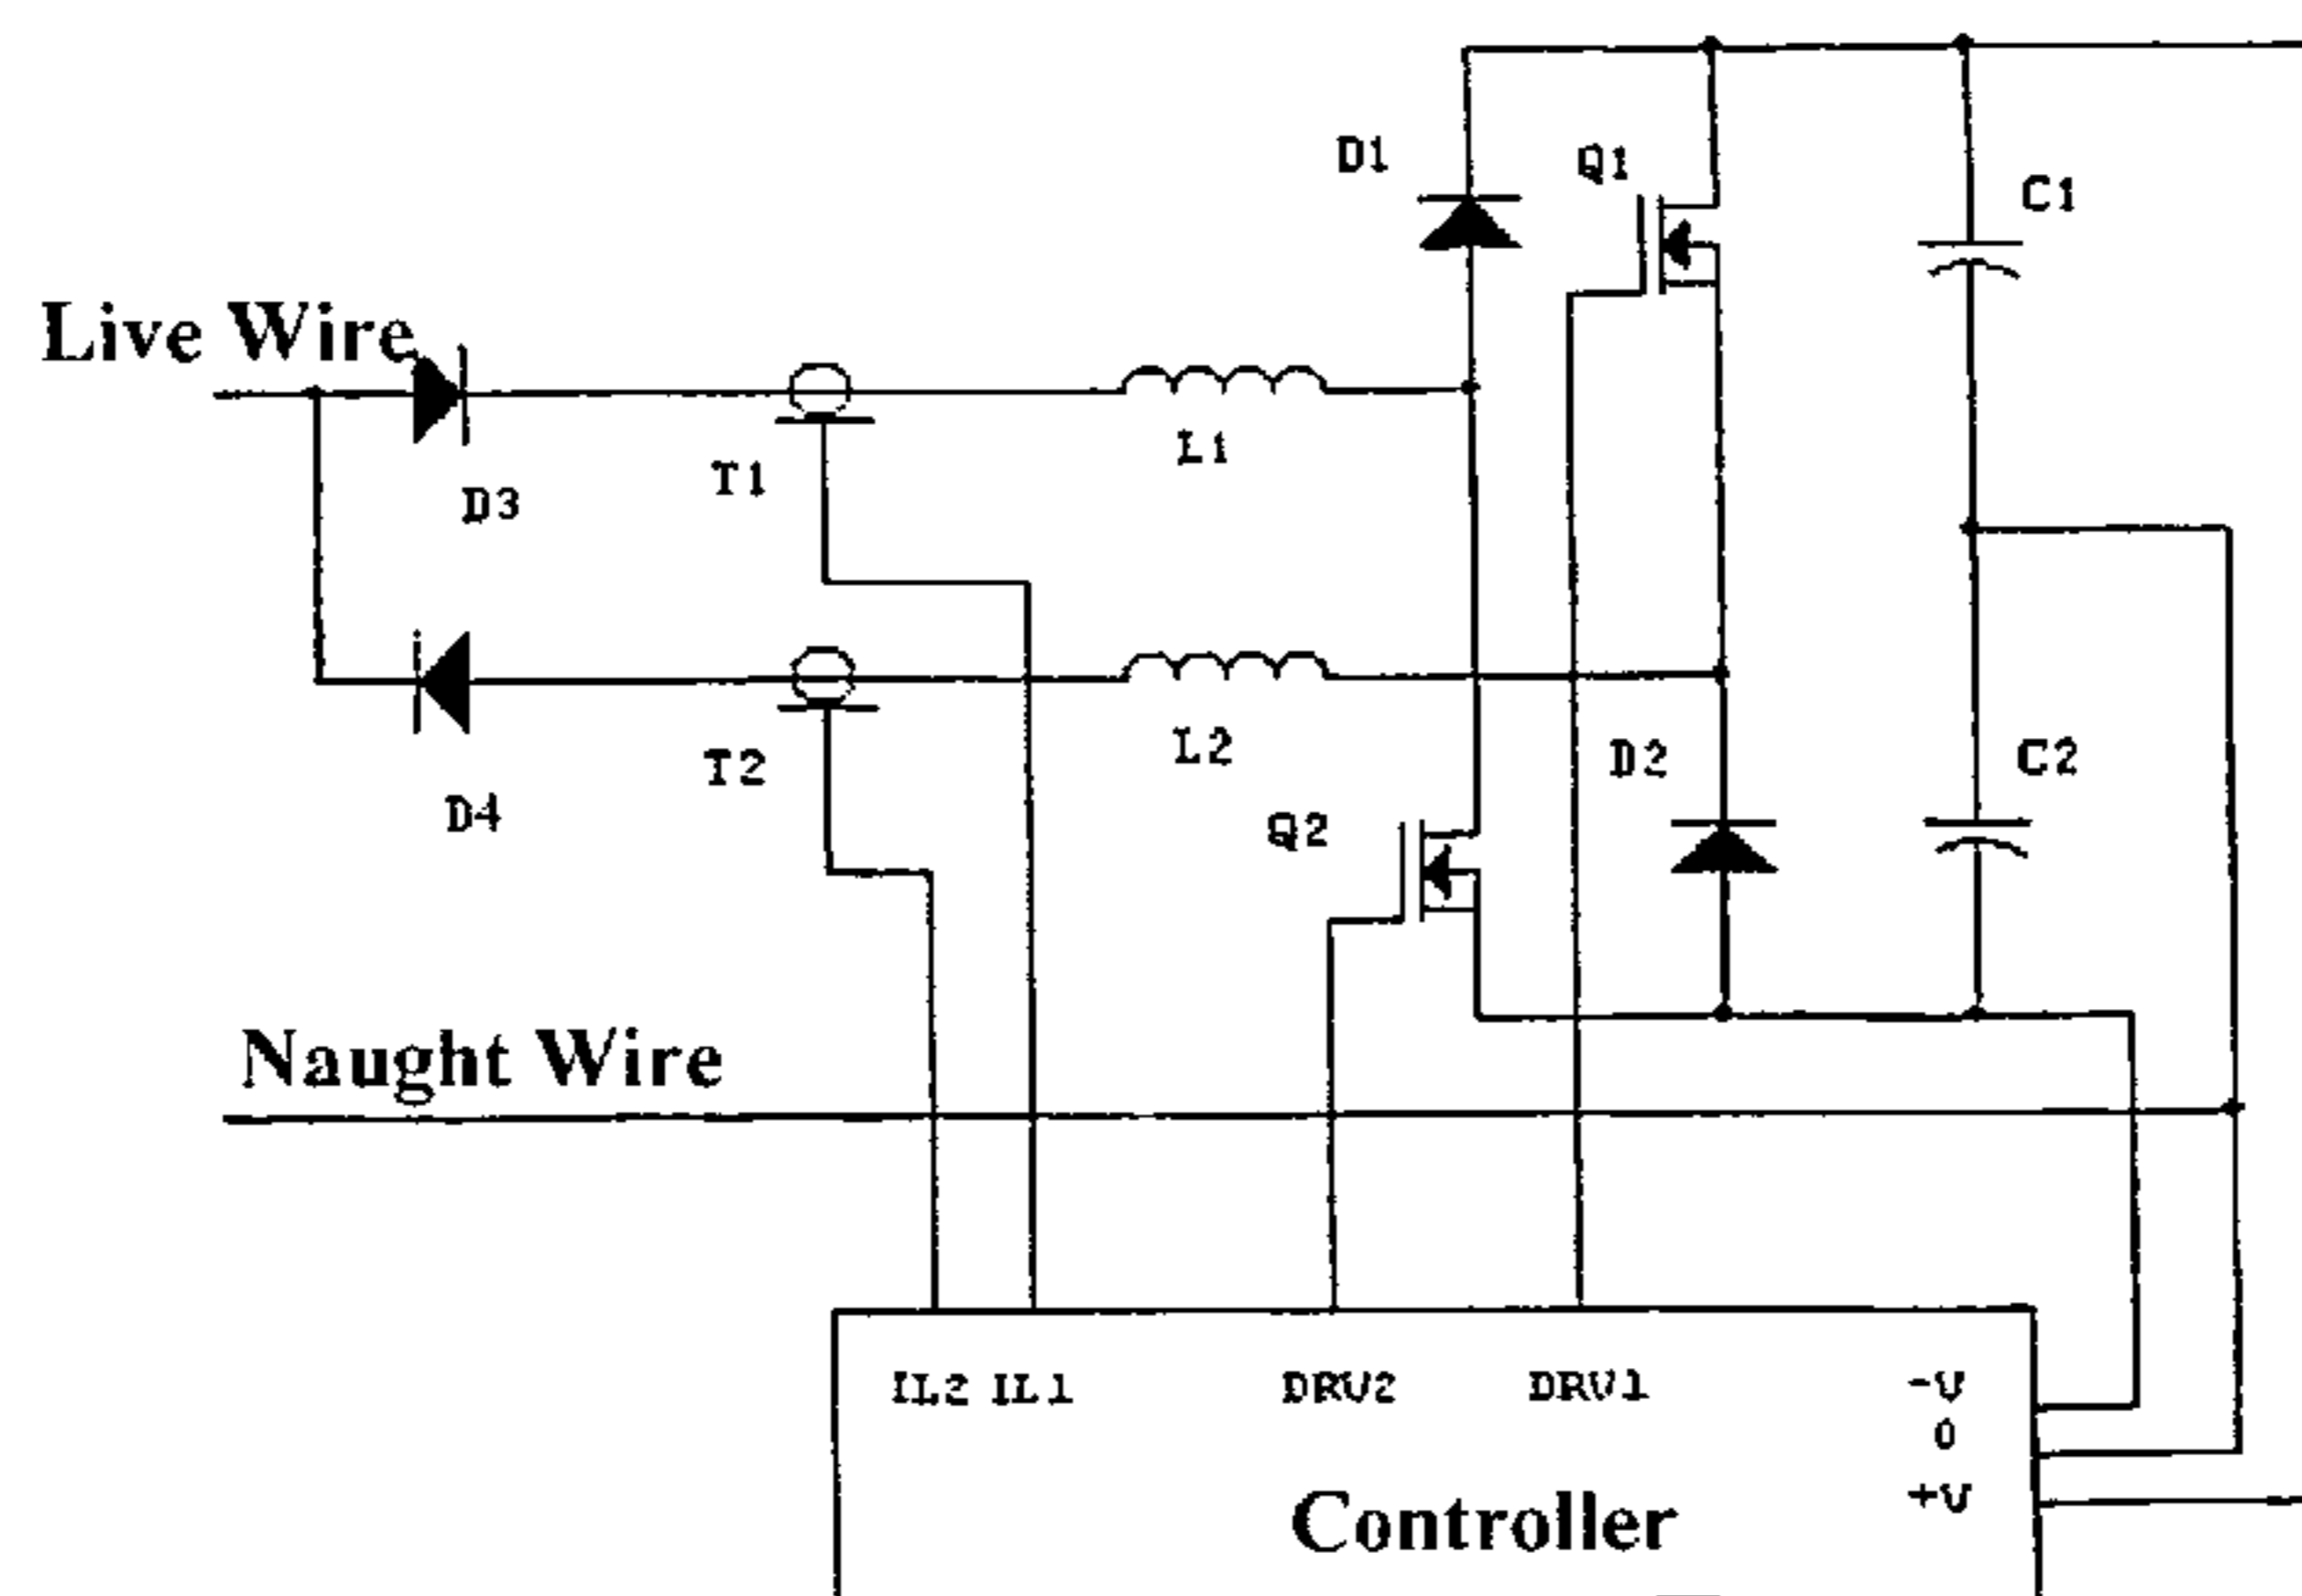 D1
Q1
C1
Live Wire
L1
T1
D3
L2
D2
C2
T2
D4
Q2
Naught Wire
IL2 IL1 DRV2 DRV1 -V
0
+V
Controller